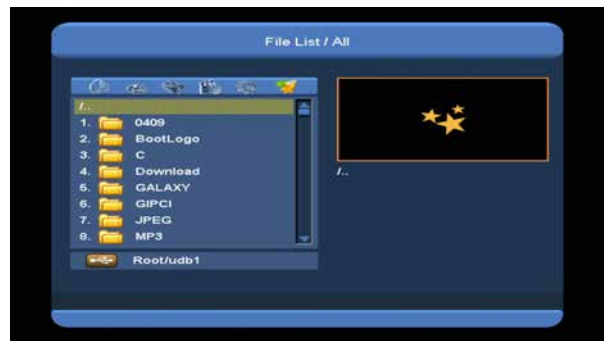 File List / All
/..
1. 0409
2. BootLogo
3. C
4. Download
5. GALAXY
6. GIPCI
7. JPEG
8. MP3
/..
Root/udb1